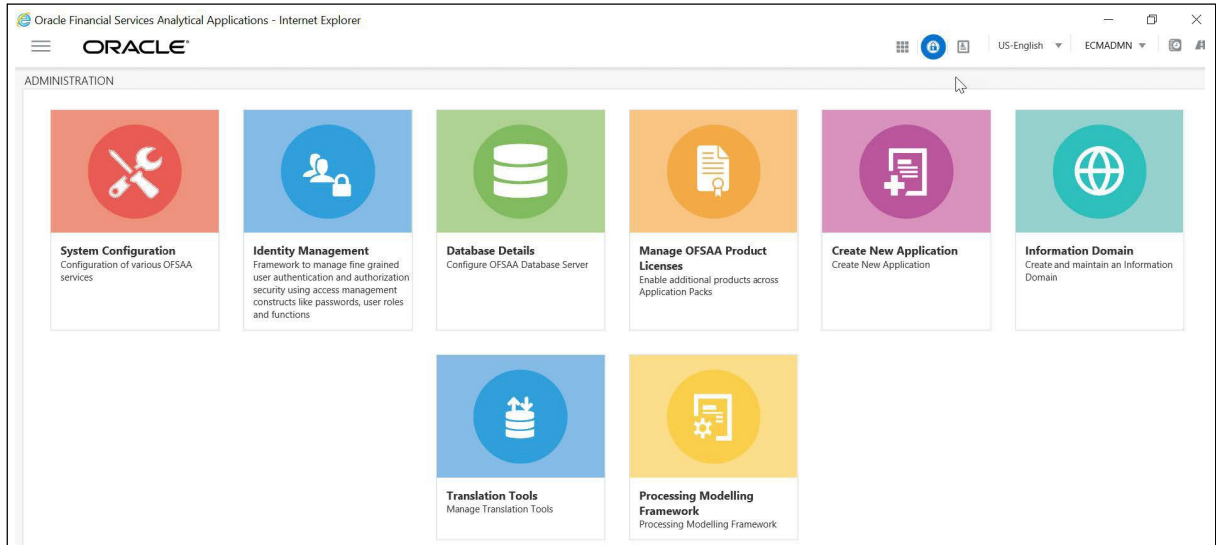 Oracle Financial Services Analytical Applications - Internet Explorer
ORACLE
US-English
ECMADMN
ADMINISTRATION
System Configuration
Configuration of various OFSAA
services
Identity Management
Framework to manage fine grained
user authentication and authorization
security using access management
constructs like passwords, user roles
and functions
Database Details
Configure OFSAA Database Server
Manage OFSAA Product
Licenses
Enable additional products across
Application Packs
Create New Application
Create New Application
Information Domain
Create and maintain an Information
Domain
Translation Tools
Manage Translation Tools
Processing Modelling
Framework
Processing Modelling Framework